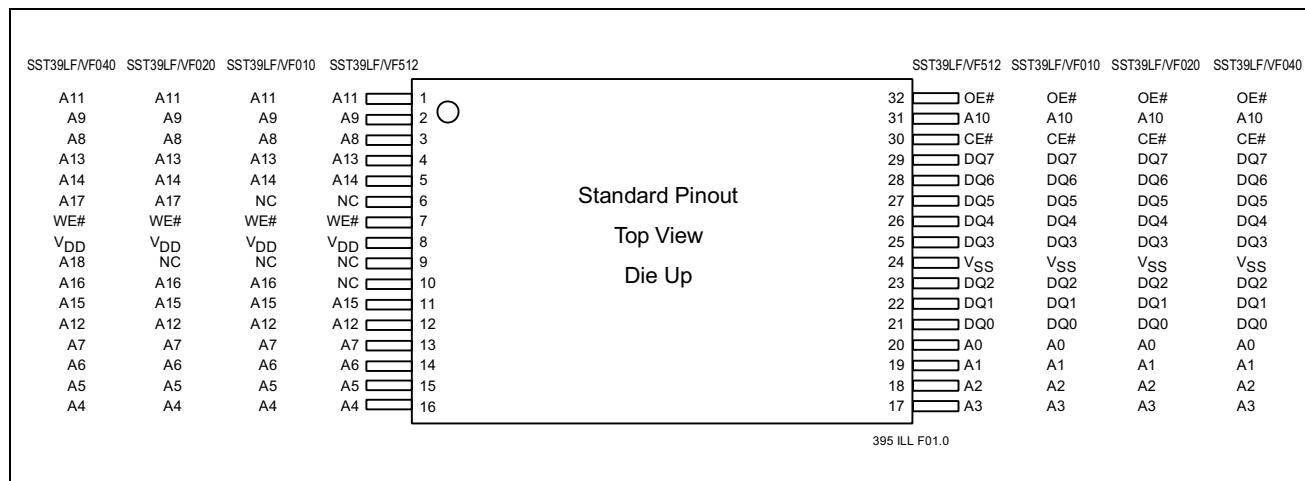 SST39LF/VF040 SST39LF/VF020 SST39LF/VF010 SST39LF/VF512 SST39LF/VF512 SST39LF/VF010 SST39LF/VF020 SST39LF/VF040
A11 A11 A11 A11 1 32 OE# OE# OE# OE#
A9 A9 A9 A9 2 31 A10 A10 A10 A10
A8 A8 A8 A8 3 30 CE# CE# CE# CE#
A13 A13 A13 A13 4 29 DQ7 DQ7 DQ7 DQ7
A14 A14 A14 A14 5 28 DQ6 DQ6 DQ6 DQ6
A17 A17 NC NC 6 Standard Pinout 27 DQ5 DQ5 DQ5 DQ5
WE# WE# WE# WE# 7 26 DQ4 DQ4 DQ4 DQ4
VDD VDD VDD VDD 8 Top View 25 DQ3 DQ3 DQ3 DQ3
A18 NC NC NC 9 24 VSS VSS VSS VSS
A16 A16 A16 NC 10 Die Up 23 DQ2 DQ2 DQ2 DQ2
A15 A15 A15 A15 11 22 DQ1 DQ1 DQ1 DQ1
A12 A12 A12 A12 12 21 DQ0 DQ0 DQ0 DQ0
A7 A7 A7 A7 13 20 A0 A0 A0 A0
A6 A6 A6 A6 14 19 A1 A1 A1 A1
A5 A5 A5 A5 15 18 A2 A2 A2 A2
A4 A4 A4 A4 16 17 A3 A3 A3 A3
395 ILL F01.0